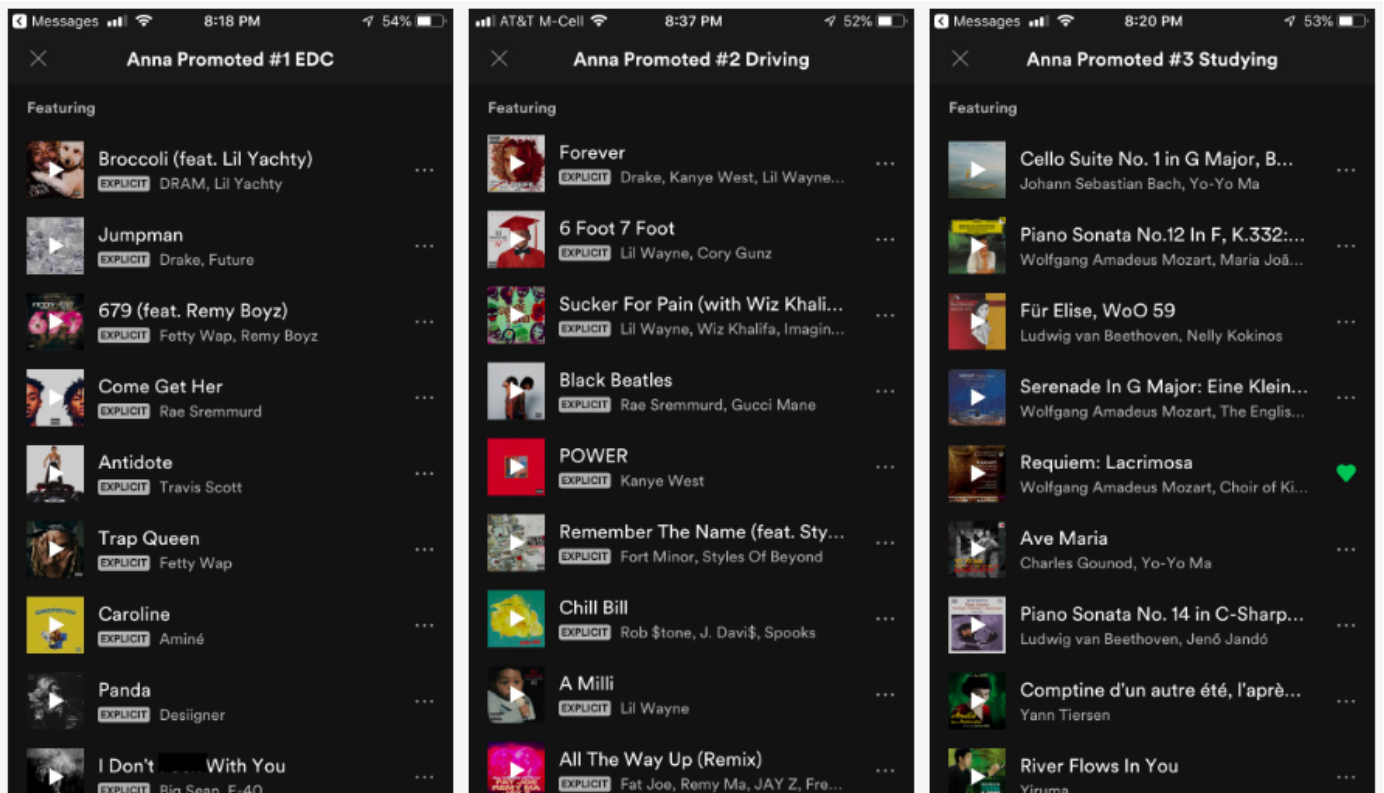 Messages 8:18 PM 54%
Anna Promoted #1 EDC
Featuring
Broccoli (feat. Lil Yachty)
EXPLICIT DRAM, Lil Yachty
Jumpman
EXPLICIT Drake, Future
679 (feat. Remy Boyz)
EXPLICIT Fetty Wap, Remy Boyz
Come Get Her
EXPLICIT Rae Sremmurd
Antidote
EXPLICIT Travis Scott
Trap Queen
EXPLICIT Fetty Wap
Caroline
EXPLICIT Aminé
Panda
EXPLICIT Desiigner
I Don't With You
EXPLICIT Big Sean, E-40
AT&T M-Cell 8:37 PM 52%
Anna Promoted #2 Driving
Featuring
Forever
EXPLICIT Drake, Kanye West, Lil Wayne...
6 Foot 7 Foot
EXPLICIT Lil Wayne, Cory Gunz
Sucker For Pain (with Wiz Khali...
EXPLICIT Lil Wayne, Wiz Khalifa, Imagin...
Black Beatles
EXPLICIT Rae Sremmurd, Gucci Mane
POWER
EXPLICIT Kanye West
Remember The Name (feat. Sty...
EXPLICIT Fort Minor, Styles Of Beyond
Chill Bill
EXPLICIT Rob $tone, J. Davi$, Spooks
A Milli
EXPLICIT Lil Wayne
All The Way Up (Remix)
EXPLICIT Fat Joe, Remy Ma, JAY Z, Fre...
Messages 8:20 PM 53%
Anna Promoted #3 Studying
Featuring
Cello Suite No. 1 in G Major, B...
Johann Sebastian Bach, Yo-Yo Ma
Piano Sonata No.12 In F, K.332:...
Wolfgang Amadeus Mozart, Maria Joã...
Für Elise, WoO 59
Ludwig van Beethoven, Nelly Kokinos
Serenade In G Major: Eine Klein...
Wolfgang Amadeus Mozart, The Englis...
Requiem: Lacrimosa
Wolfgang Amadeus Mozart, Choir of Ki...
Ave Maria
Charles Gounod, Yo-Yo Ma
Piano Sonata No. 14 in C-Sharp...
Ludwig van Beethoven, Jenő Jandó
Comptine d'un autre été, l'aprè...
Yann Tiersen
River Flows In You
Yiruma